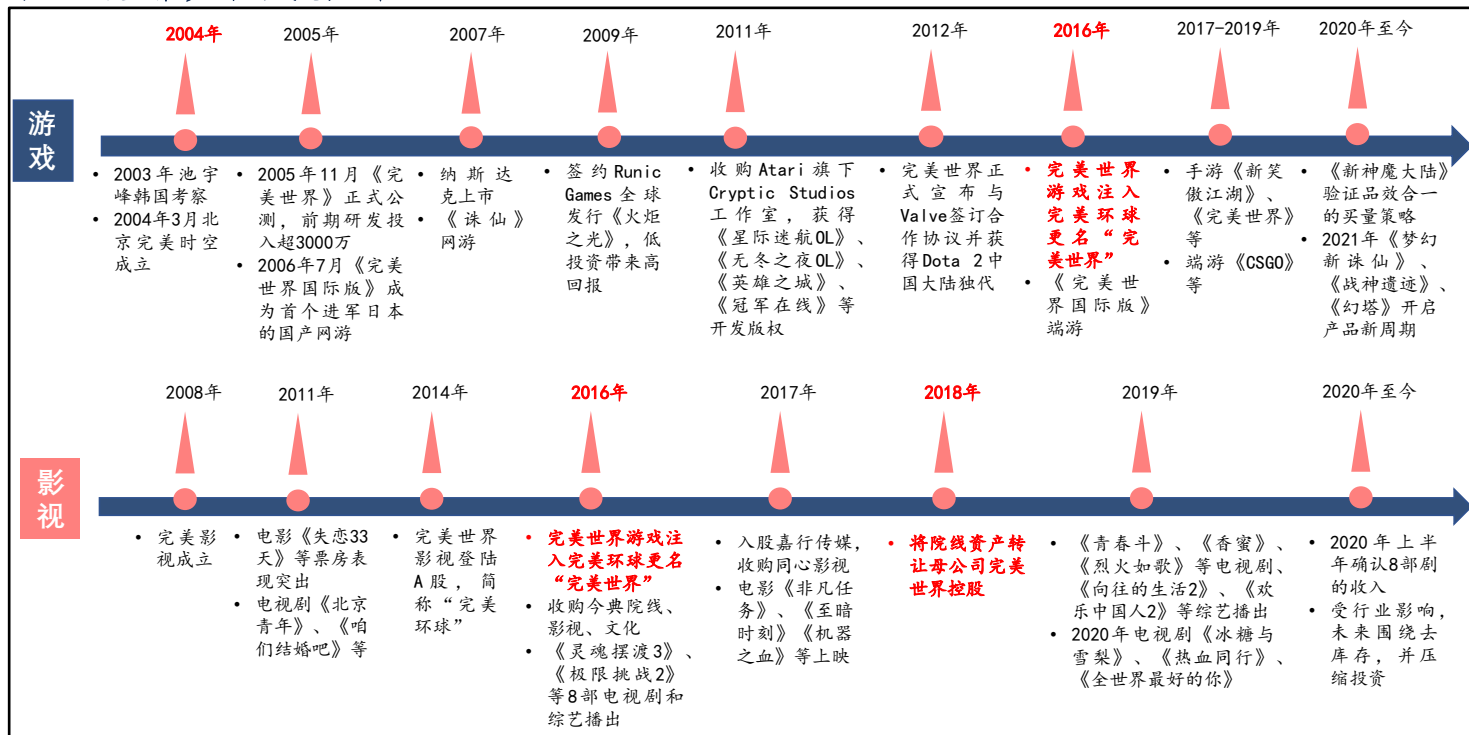 2004年
2005年
2007年
2009年
2011年
2012年
2016年
2017-2019年
2020年至今
游
戏
• 2003年池宇
峰韩国考察
• 2004年3月北
京完美时空
成立
• 2005年11月《完
美世界》正式公
测，前期研发投
入超3000万
• 2006年7月《完美
世界国际版》成
为首个进军日本
的国产网游
• 纳斯达
克上市
• 《诛仙》
网游
• 签约Runic
Games全球
发行《火炬
之光》，低
投资带来高
回报
• 收购Atari旗下
Cryptic Studios
工作室，获得
《星际迷航OL》、
《无冬之夜OL》、
《英雄之城》、
《冠军在线》等
开发版权
• 完美世界正
式宣布与
Valve签订合
作协议并获
得Dota 2中
国大陆独代
• 完美世界
游戏注入
完美环球
更名“完
美世界”
• 《完美世
界国际版》
端游
• 手游《新笑
傲江湖》、
《完美世界》
等
• 端游《CSGO》
等
• 《新神魔大陆》
验证品效合一
的买量策略
• 2021年《梦幻
新诛仙》、
《战神遗迹》、
《幻塔》开启
产品新周期
2008年
2011年
2014年
2016年
2017年
2018年
2019年
2020年至今
影
视
• 完美影
视成立
• 电影《失恋33
天》等票房表
现突出
• 电视剧《北京
青年》、《咱
们结婚吧》等
• 完美世界
影视登陆
A股，简
称“完美
环球”
• 完美世界游戏注
入完美环球更名
“完美世界”
• 收购今典院线、
影视、文化
• 《灵魂摆渡3》、
《极限挑战2》
等8部电视剧和
综艺播出
• 入股嘉行传媒，
收购同心影视
• 电影《非凡任
务》、《至暗
时刻》《机器
之血》等上映
• 将院线资产转
让母公司完美
世界控股
• 《青春斗》、《香蜜》、
《烈火如歌》等电视剧、
《向往的生活2》、《欢
乐中国人2》等综艺播出
• 2020年电视剧《冰糖与
雪梨》、《热血同行》、
《全世界最好的你》
• 2020年上半
年确认8部剧
的收入
• 受行业影响，
未来围绕去
库存，并压
缩投资